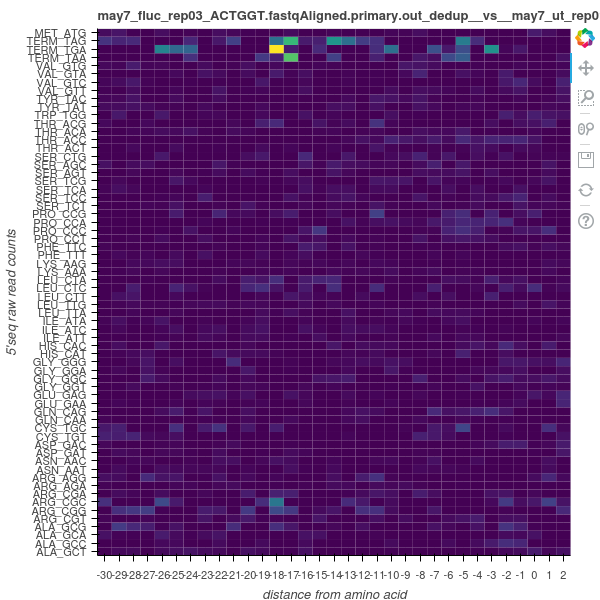 may7_fluc_rep03_ACTGGT.fastqAligned.primary.out_dedup__vs__may7_ut_rep0
MET_ATG
TERM_TAG
TERM_TGA
TERM_TAA
VAL_GTG
VAL_GTA
VAL_GTC
VAL_GTT
TYR_TAC
TYR_TAT
TRP_TGG
THR_ACG
THR_ACA
THR_ACC
THR_ACT
SER_CTG
SER_AGC
SER_AGT
SER_TCG
SER_TCA
SER_TCC
SER_TCT
PRO_CCG
PRO_CCA
PRO_CCC
PRO_CCT
PHE_TTC
PHE_TTT
LYS_AAG
LYS_AAA
LEU_CTA
LEU_CTC
LEU_CTT
LEU_TTG
LEU_TTA
ILE_ATA
ILE_ATC
ILE_ATT
HIS_CAC
HIS_CAT
GLY_GGG
GLY_GGA
GLY_GGC
GLY_GGT
GLU_GAG
GLU_GAA
GLN_CAG
GLN_CAA
CYS_TGC
CYS_TGT
ASP_GAC
ASP_GAT
ASN_AAC
ASN_AAT
ARG_AGG
ARG_AGA
ARG_CGA
ARG_CGC
ARG_CGG
ARG_CGT
ALA_GCG
ALA_GCA
ALA_GCC
ALA_GCT
5'seq raw read counts
-30 -29 -28 -27 -26 -25 -24 -23 -22 -21 -20 -19 -18 -17 -16 -15 -14 -13 -12 -11 -10 -9 -8 -7 -6 -5 -4 -3 -2 -1 0 1 2
distance from amino acid